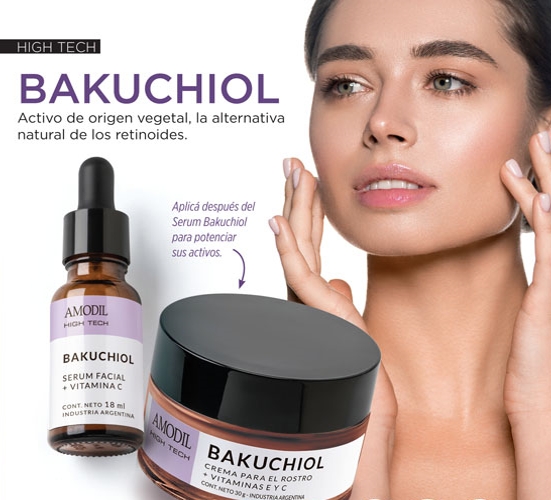 HIGH TECH
BAKUCHIOL
Activo de origen vegetal, la alternativa
natural de los retinoides.
Aplicá después del
Serum Bakuchiol
para potenciar
sus activos.
AMODIL
HIGH TECH
BAKUCHIOL
SERUM FACIAL
+ VITAMINA C
CONT. NETO 18 ml
INDUSTRIA ARGENTINA
AMODIL
HIGH TECH
BAKUCHIOL
CREMA PARA EL ROSTRO
+ VITAMINAS E Y C
CONT. NETO 30 g - INDUSTRIA ARGENTINA